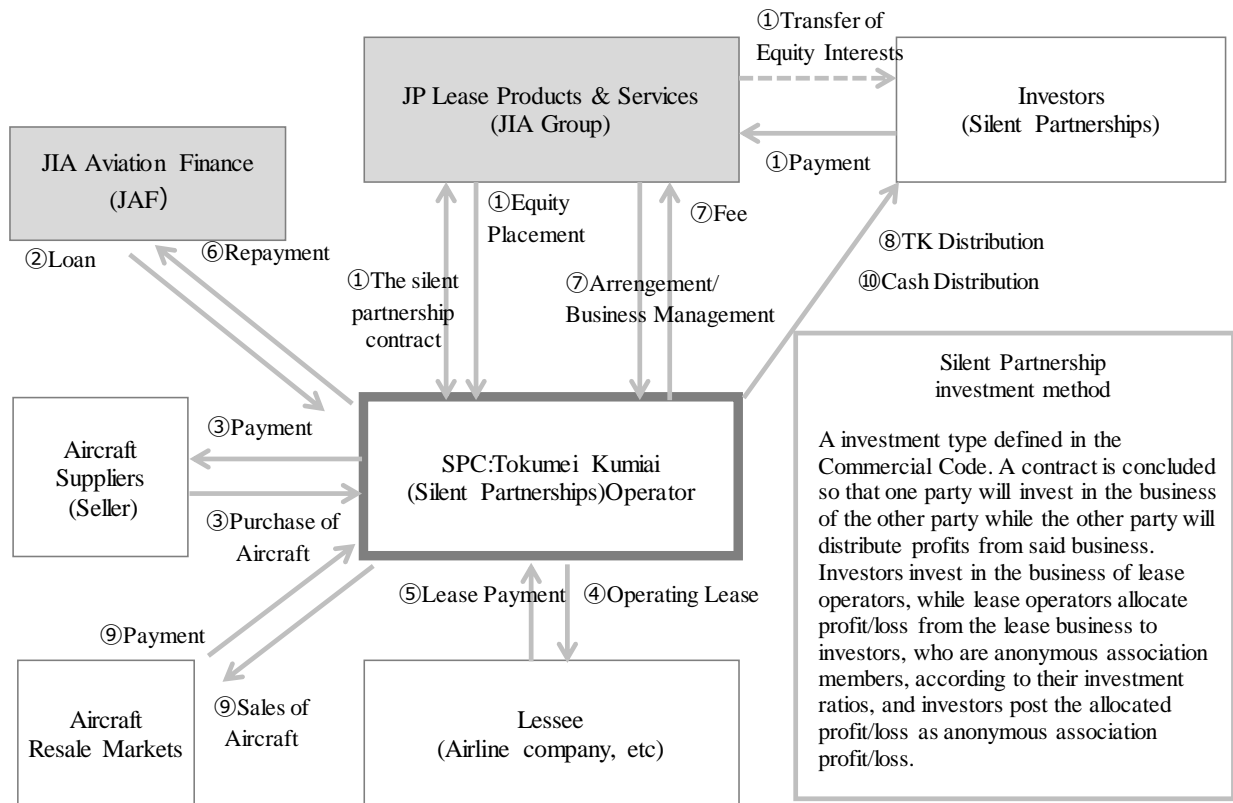 ①Transfer of
Equity Interests
JP Lease Products & Services
(JIA Group)
Investors
(Silent Partnerships)
JIA Aviation Finance
(JAF）
①Payment
①Equity
Placement
⑦Fee
②Loan
⑥Repayment
⑧TK Distribution
①The silent
partnership
contract
⑦Arrengement/
Business Management
⑩Cash Distribution
Silent Partnership
investment method
A investment type defined in the
Commercial Code. A contract is concluded
so that one party will invest in the business
of the other party while the other party will
distribute profits from said business.
Investors invest in the business of lease
operators, while lease operators allocate
profit/loss from the lease business to
investors, who are anonymous association
members, according to their investment
ratios, and investors post the allocated
profit/loss as anonymous association
profit/loss.
Aircraft
Suppliers
(Seller)
③Payment
SPC:Tokumei Kumiai
(Silent Partnerships)Operator
③Purchase of
Aircraft
⑤Lease Payment
④Operating Lease
⑨Payment
Aircraft
Resale Markets
⑨Sales of
Aircraft
Lessee
(Airline company, etc)